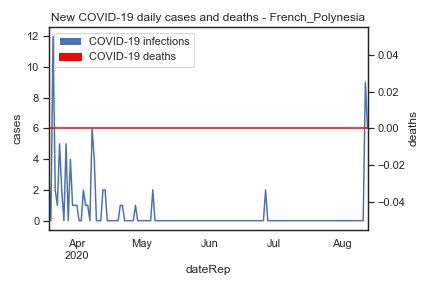 New COVID-19 daily cases and deaths - French_Polynesia
COVID-19 infections
COVID-19 deaths
12
10
8
6
4
2
0
cases
0.04
0.02
0.00
−0.02
−0.04
deaths
Apr
2020
May
Jun
Jul
Aug
dateRep